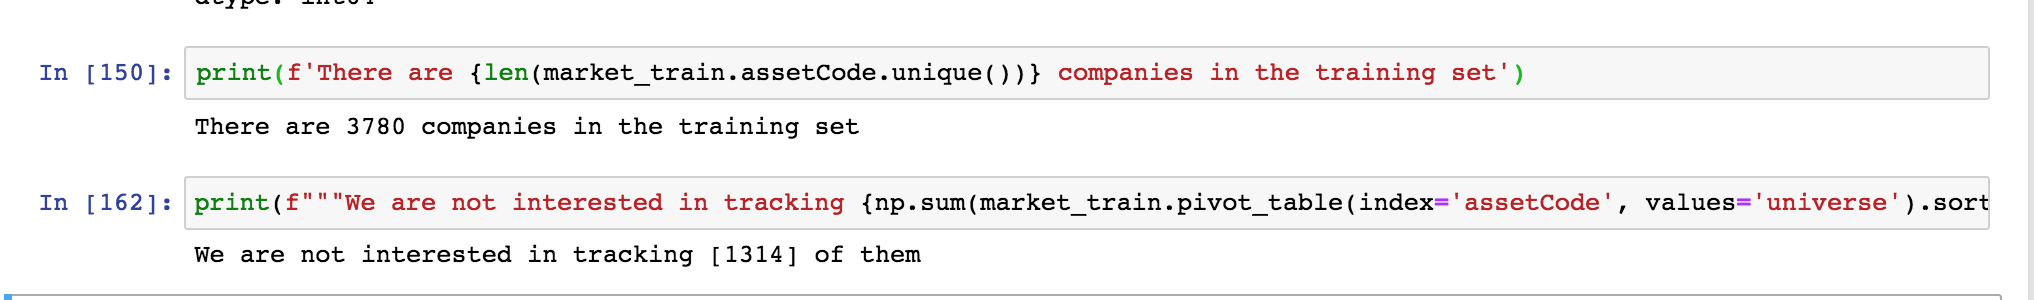 dtype: int64
In [150]: print(f'There are {len(market_train.assetCode.unique())} companies in the training set')
There are 3780 companies in the training set
In [162]: print(f"""We are not interested in tracking {np.sum(market_train.pivot_table(index='assetCode', values='universe').sort
We are not interested in tracking [1314] of them